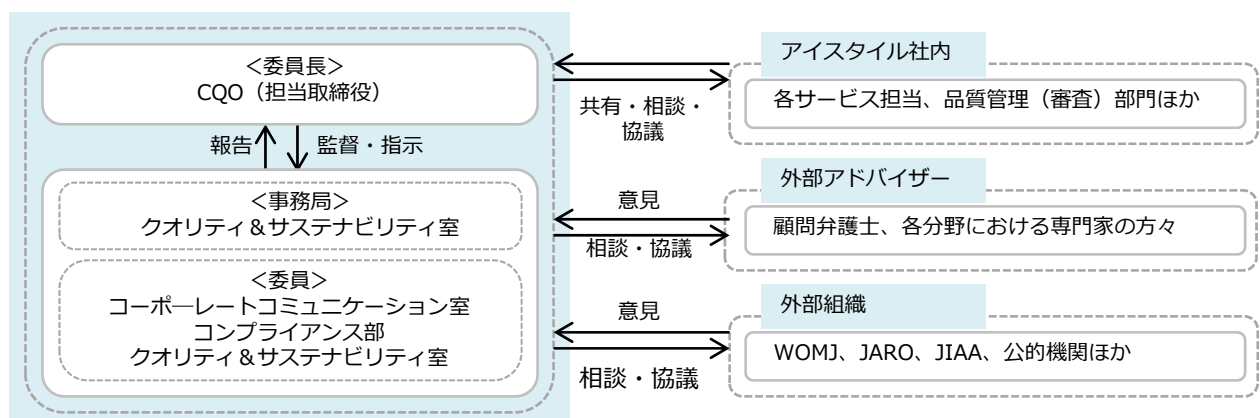 ＜委員長＞
CQO（担当取締役）
報告
監督・指示
＜事務局＞
クオリティ＆サステナビリティ室
＜委員＞
コーポ―レートコミュニケーション室
コンプライアンス部
クオリティ＆サステナビリティ室
共有・相談・
協議
アイスタイル社内
各サービス担当、品質管理（審査）部門ほか
意見
相談・協議
外部アドバイザー
顧問弁護士、各分野における専門家の方々
意見
相談・協議
外部組織
WOMJ、JARO、JIAA、公的機関ほか